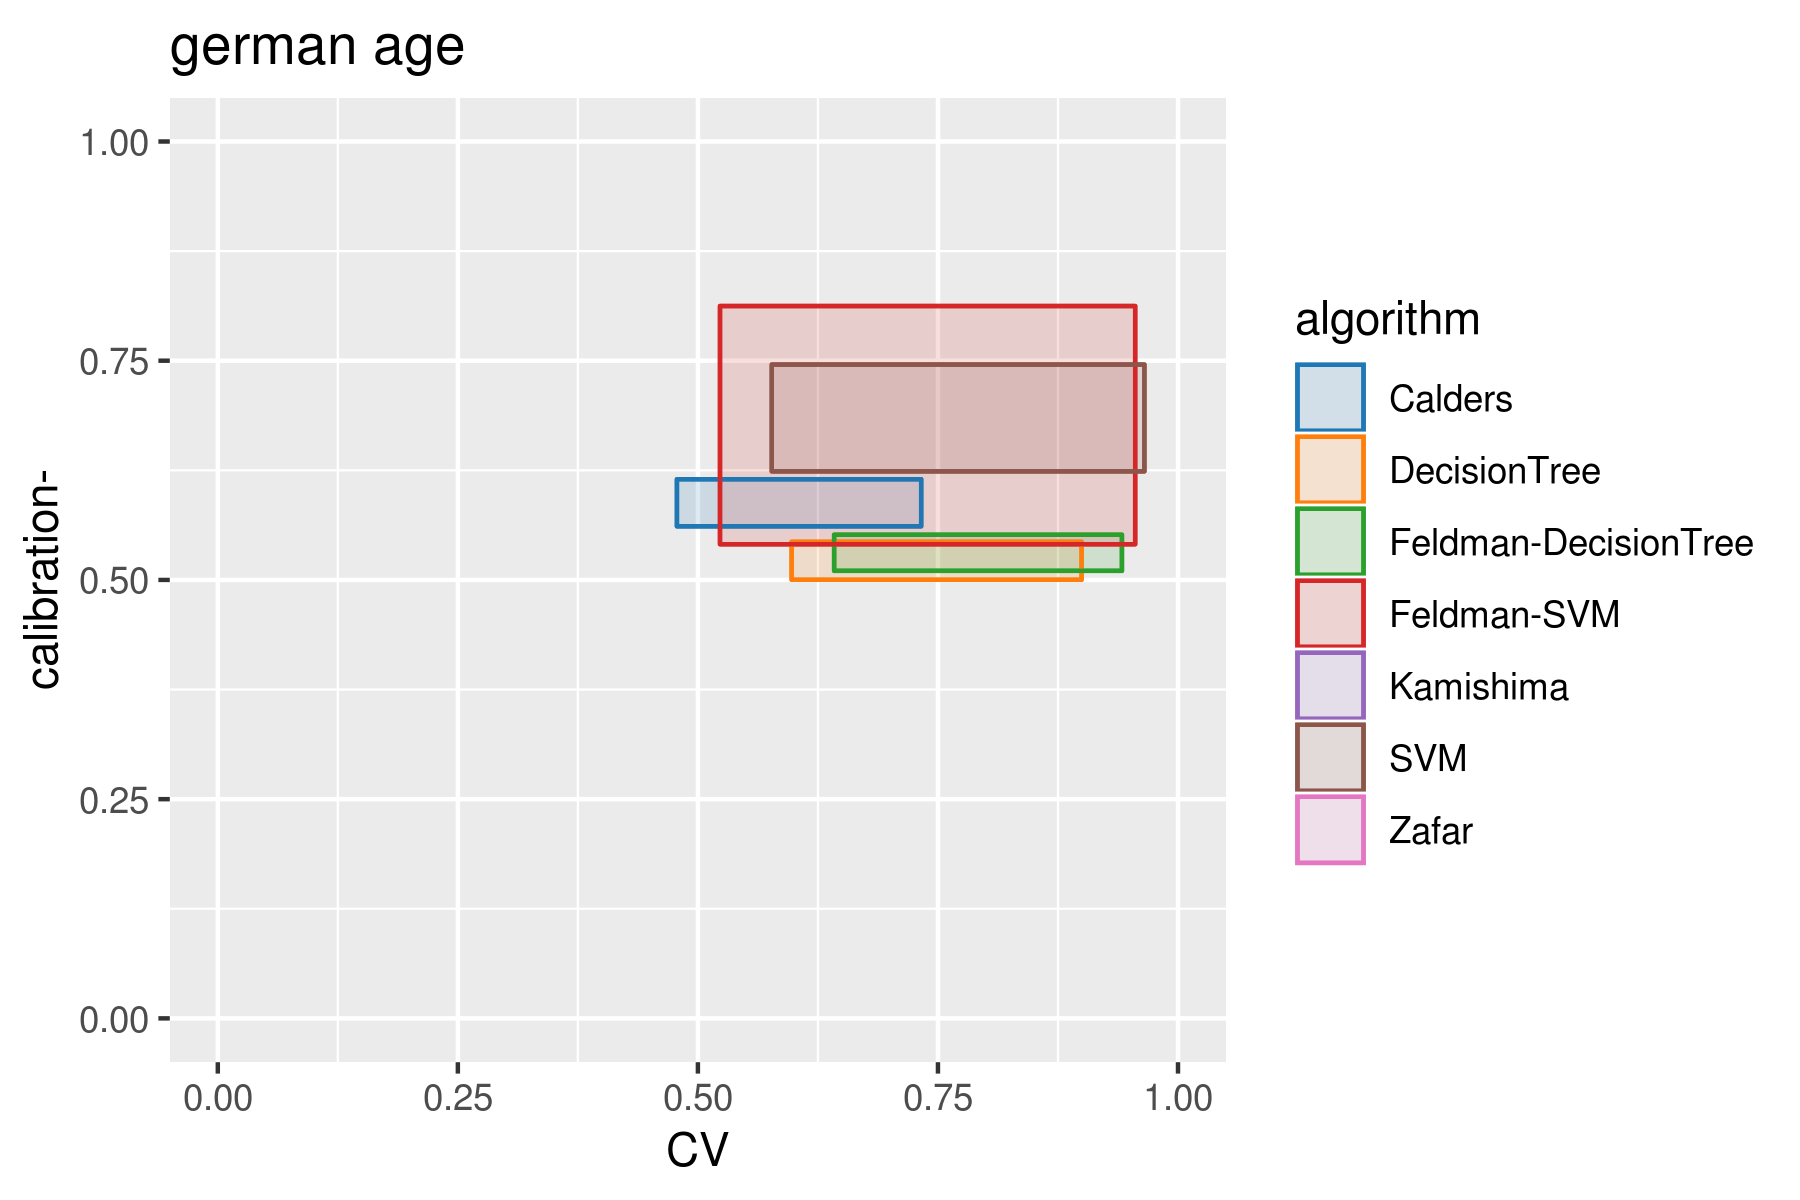 german age
calibration-
1.00
0.75
0.50
0.25
0.00
0.00 0.25 0.50 0.75 1.00
CV
algorithm
Calders
DecisionTree
Feldman-DecisionTree
Feldman-SVM
Kamishima
SVM
Zafar